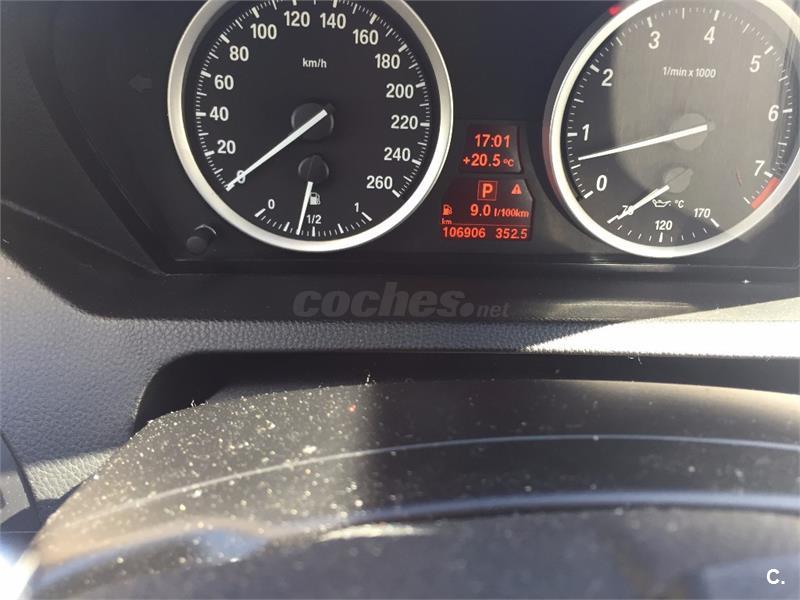 0 20 40 60 80 100 120 140 160 180 200 220 240 260
km/h
0 1/2 1
17:01
+20.5 °C
P
9.0 l/100km
km
106906 352.5
0 1 2 3 4 5 6 7
1/min x 1000
70 120 170
°C
coches.net
C.